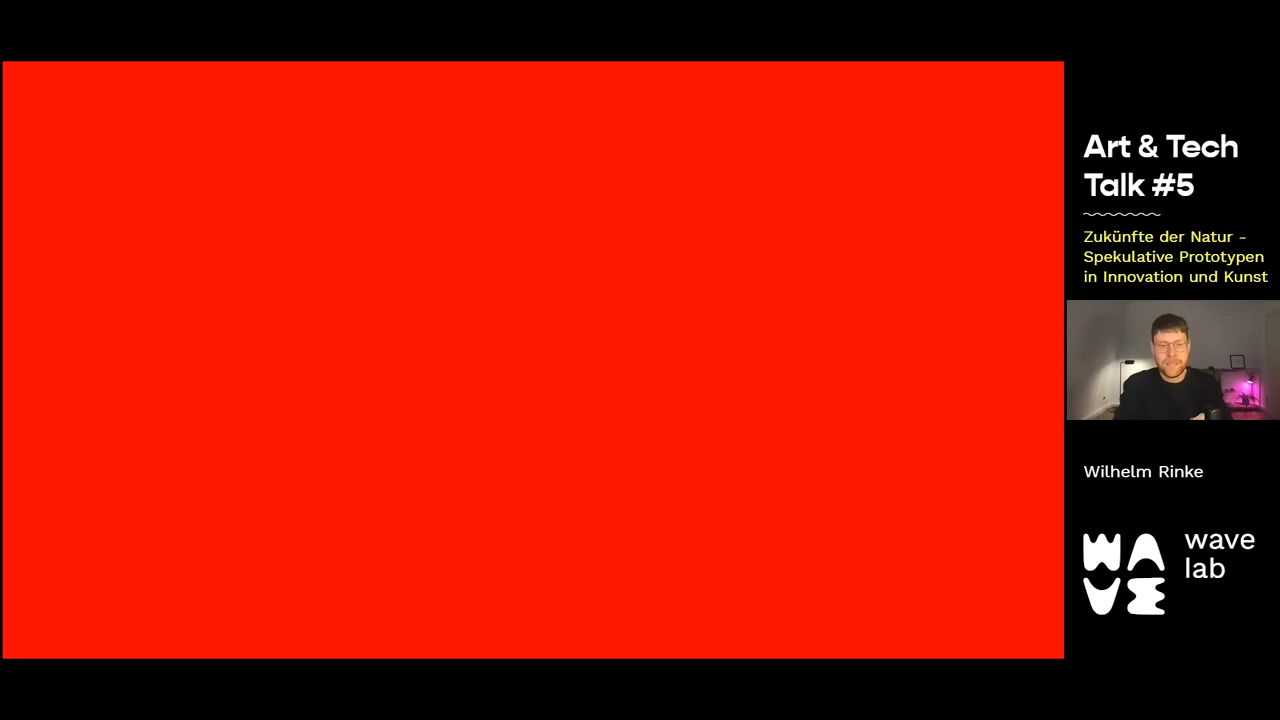 Art & Tech
Talk #5
Zukünfte der Natur –
Spekulative Prototypen
in Innovation und Kunst
Wilhelm Rinke
WA
VE
wave
lab